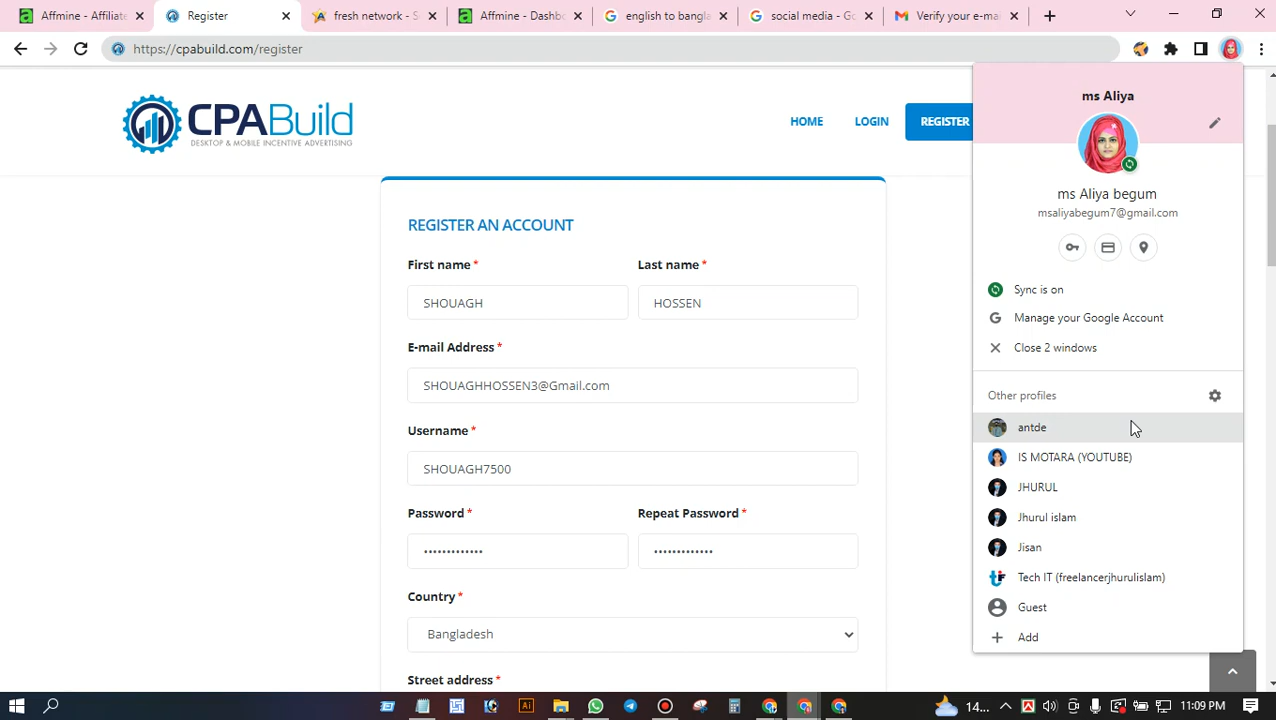 Affmine - Affiliate
Register
fresh network - S
Affmine - Dashbo
english to bangla
social media - Go
Verify your e-mai
https://cpabuild.com/register
CPABuild
DESKTOP & MOBILE INCENTIVE ADVERTISING
HOME
LOGIN
REGISTER
REGISTER AN ACCOUNT
First name *
Last name *
SHOUAGH
HOSSEN
E-mail Address *
SHOUAGHHOSSEN3@Gmail.com
Username *
SHOUAGH7500
Password *
Repeat Password *
•••••••••••••
•••••••••••••
Country *
Bangladesh
Street address *
ms Aliya
ms Aliya begum
msaliyabegum7@gmail.com
Sync is on
Manage your Google Account
Close 2 windows
Other profiles
antde
IS MOTARA (YOUTUBE)
JHURUL
Jhurul islam
Jisan
Tech IT (freelancerjhurulislam)
Guest
Add
14...
11:09 PM